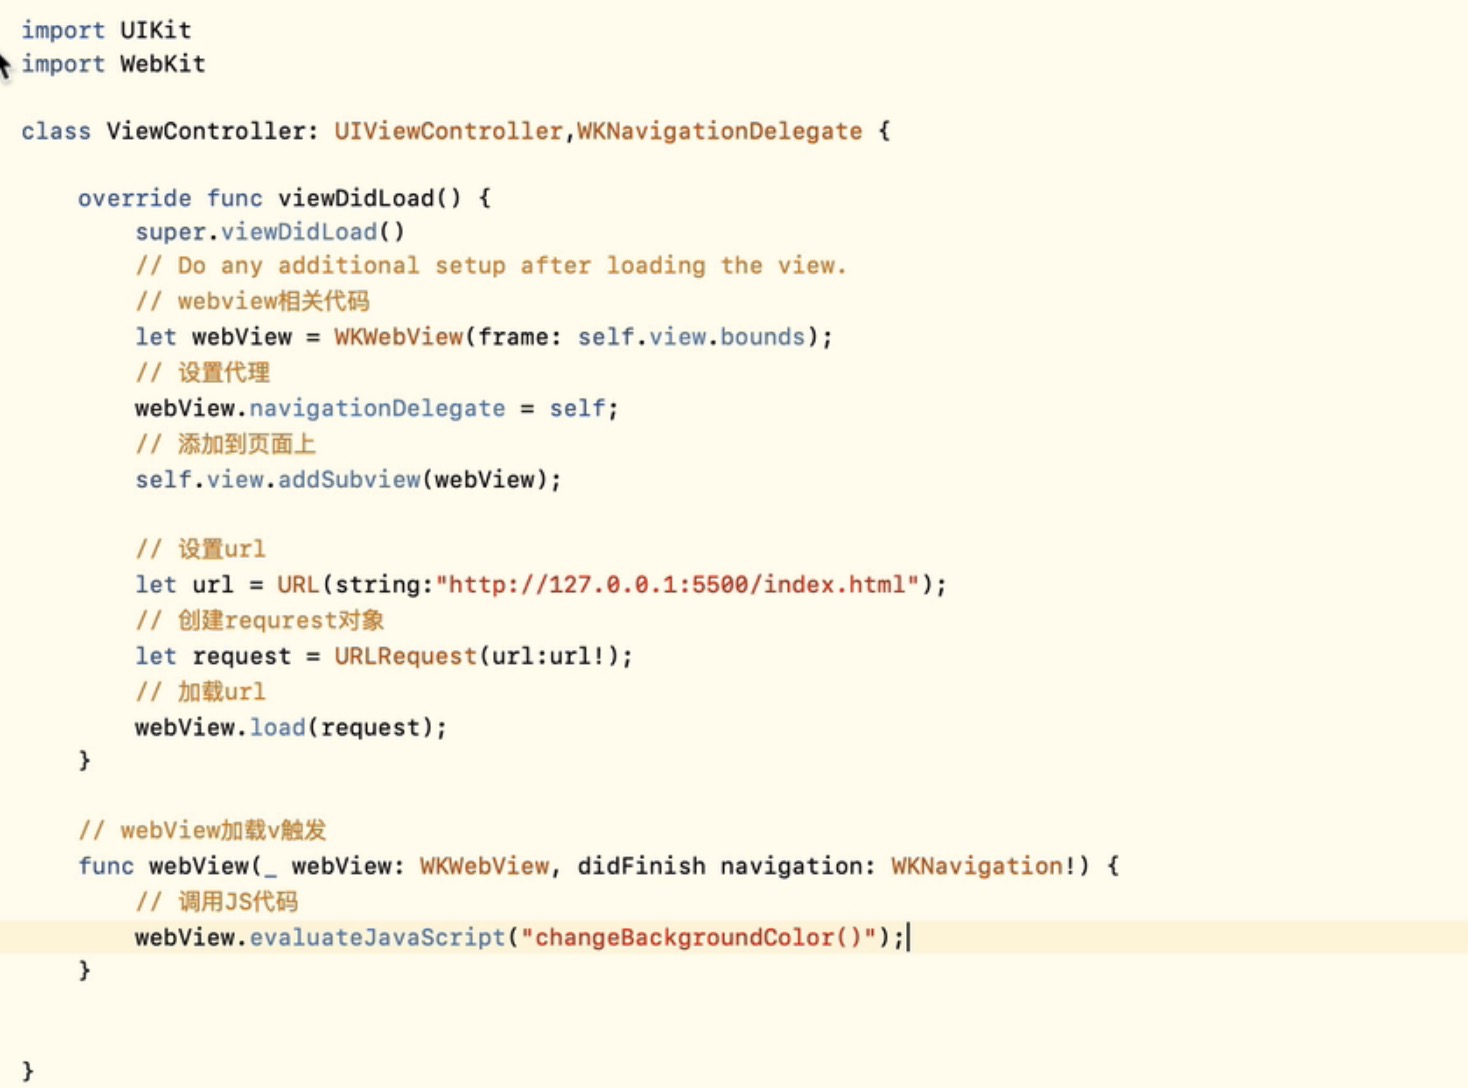 import UIKit
import WebKit
class ViewController: UIViewController,WKNavigationDelegate {
override func viewDidLoad() {
super.viewDidLoad()
// Do any additional setup after loading the view.
// webview相关代码
let webView = WKWebView(frame: self.view.bounds);
// 设置代理
webView.navigationDelegate = self;
// 添加到页面上
self.view.addSubview(webView);
// 设置url
let url = URL(string:"http://127.0.0.1:5500/index.html");
// 创建requrest对象
let request = URLRequest(url:url!);
// 加载url
webView.load(request);
}
// webView加载v触发
func webView(_ webView: WKWebView, didFinish navigation: WKNavigation!) {
// 调用JS代码
webView.evaluateJavaScript("changeBackgroundColor()");
}
}